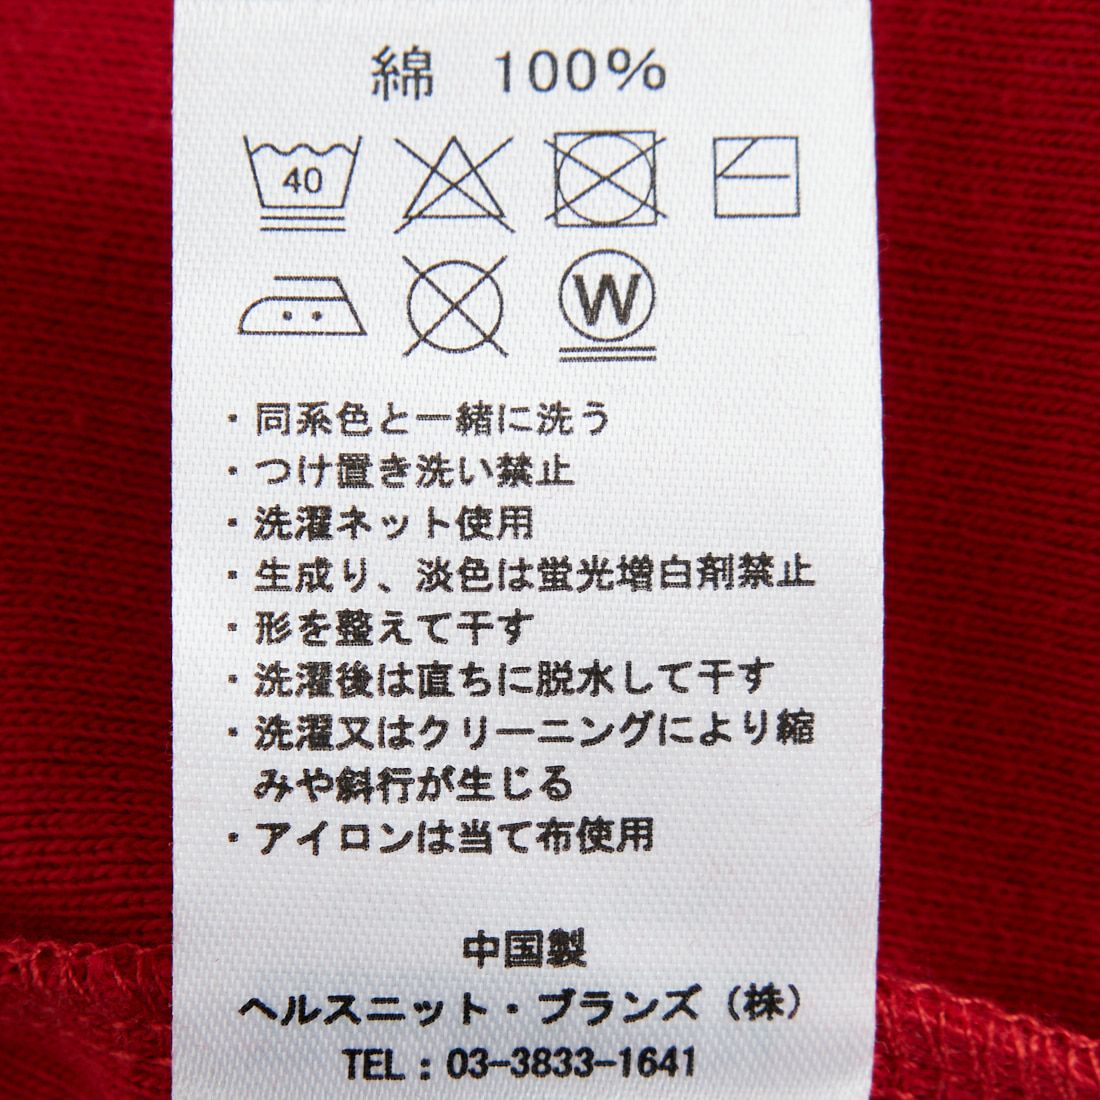 綿 100%
40
W
・同系色と一緒に洗う
・つけ置き洗い禁止
・洗濯ネット使用
・生成り、淡色は蛍光増白剤禁止
・形を整えて干す
・洗濯後は直ちに脱水して干す
・洗濯又はクリーニングにより縮
みや斜行が生じる
・アイロンは当て布使用
中国製
ヘルスニット・ブランズ（株）
TEL：03-3833-1641